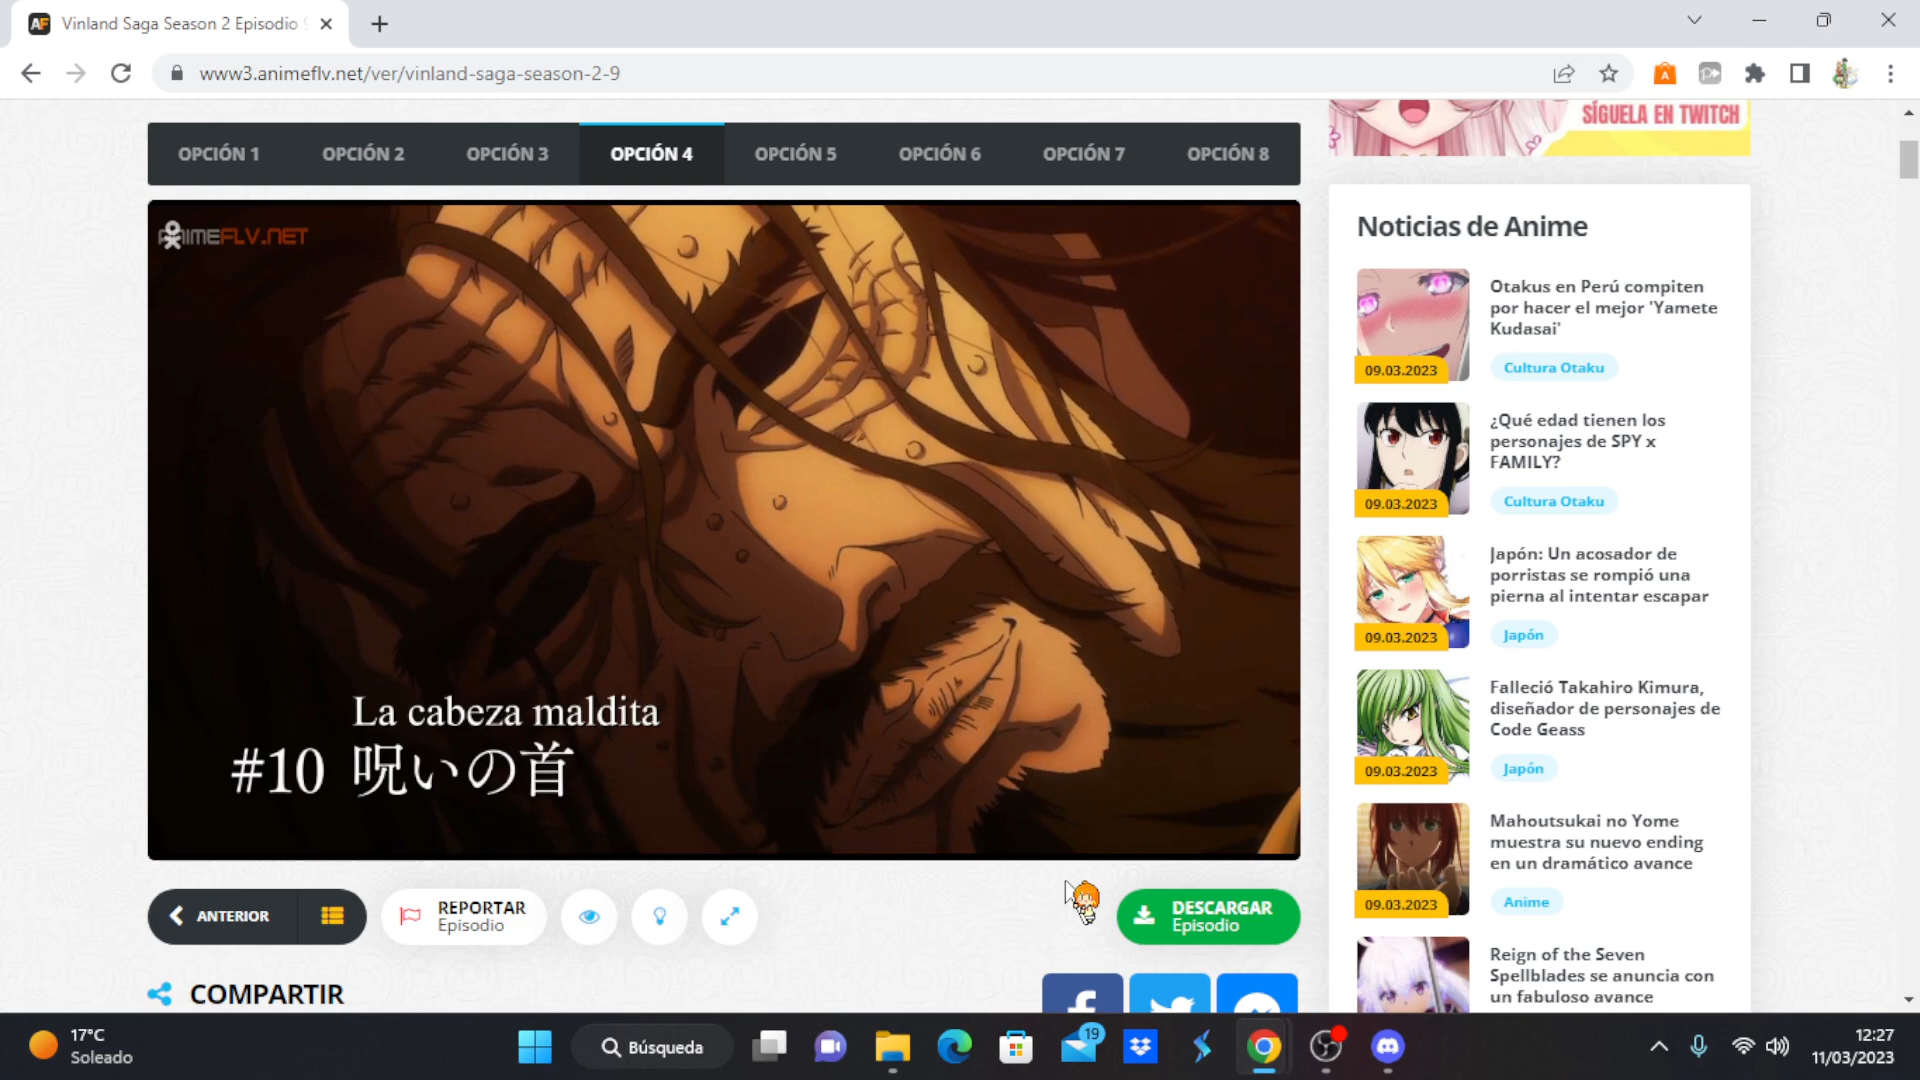 Vinland Saga Season 2 Episodio 9
www3.animeflv.net/ver/vinland-saga-season-2-9
OPCIÓN 1
OPCIÓN 2
OPCIÓN 3
OPCIÓN 4
OPCIÓN 5
OPCIÓN 6
OPCIÓN 7
OPCIÓN 8
SÍGUELA EN TWITCH
ANIMEFLV.NET
La cabeza maldita
#10 呪いの首
ANTERIOR
REPORTAR
Episodio
DESCARGAR
Episodio
COMPARTIR
Noticias de Anime
Otakus en Perú compiten
por hacer el mejor 'Yamete
Kudasai'
09.03.2023
Cultura Otaku
¿Qué edad tienen los
personajes de SPY x
FAMILY?
09.03.2023
Cultura Otaku
Japón: Un acosador de
porristas se rompió una
pierna al intentar escapar
09.03.2023
Japón
Falleció Takahiro Kimura,
diseñador de personajes de
Code Geass
09.03.2023
Japón
Mahoutsukai no Yome
muestra su nuevo ending
en un dramático avance
09.03.2023
Anime
Reign of the Seven
Spellblades se anuncia con
un fabuloso avance
17°C
Soleado
Búsqueda
19
12:27
11/03/2023